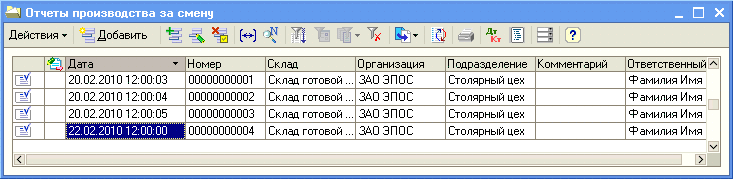 Отчеты производства за смену
Действия Добавить Дт Кт ?
Дата Номер Склад Организация Подразделение Комментарий Ответственный
20.02.2010 12:00:03 00000000001 Склад готовой ... ЗАО ЭПОС Столярный цех Фамилия Имя
20.02.2010 12:00:04 00000000002 Склад готовой ... ЗАО ЭПОС Столярный цех Фамилия Имя
20.02.2010 12:00:05 00000000003 Склад готовой ... ЗАО ЭПОС Столярный цех Фамилия Имя
22.02.2010 12:00:00 00000000004 Склад готовой ... ЗАО ЭПОС Столярный цех Фамилия Имя